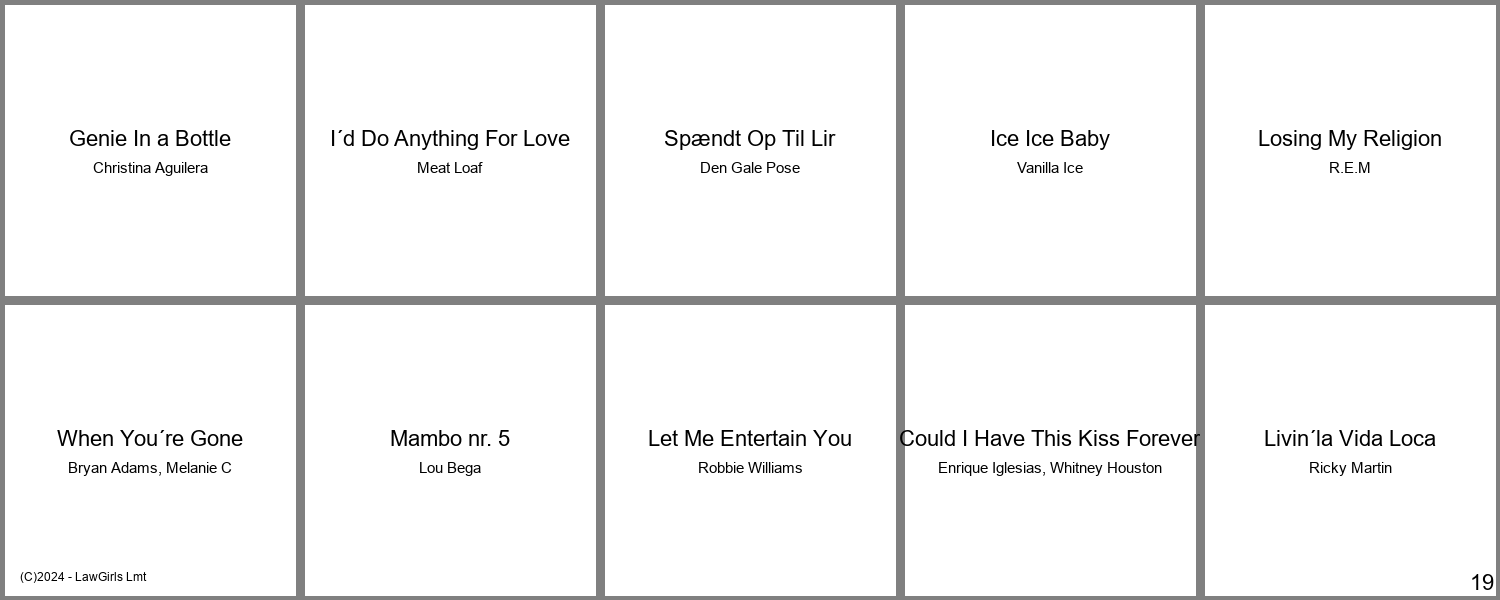 Genie In a Bottle
Christina Aguilera
I´d Do Anything For Love
Meat Loaf
Spændt Op Til Lir
Den Gale Pose
Ice Ice Baby
Vanilla Ice
Losing My Religion
R.E.M
When You´re Gone
Bryan Adams, Melanie C
Mambo nr. 5
Lou Bega
Let Me Entertain You
Robbie Williams
Could I Have This Kiss Forever
Enrique Iglesias, Whitney Houston
Livin´la Vida Loca
Ricky Martin
(C)2024 - LawGirls Lmt
19